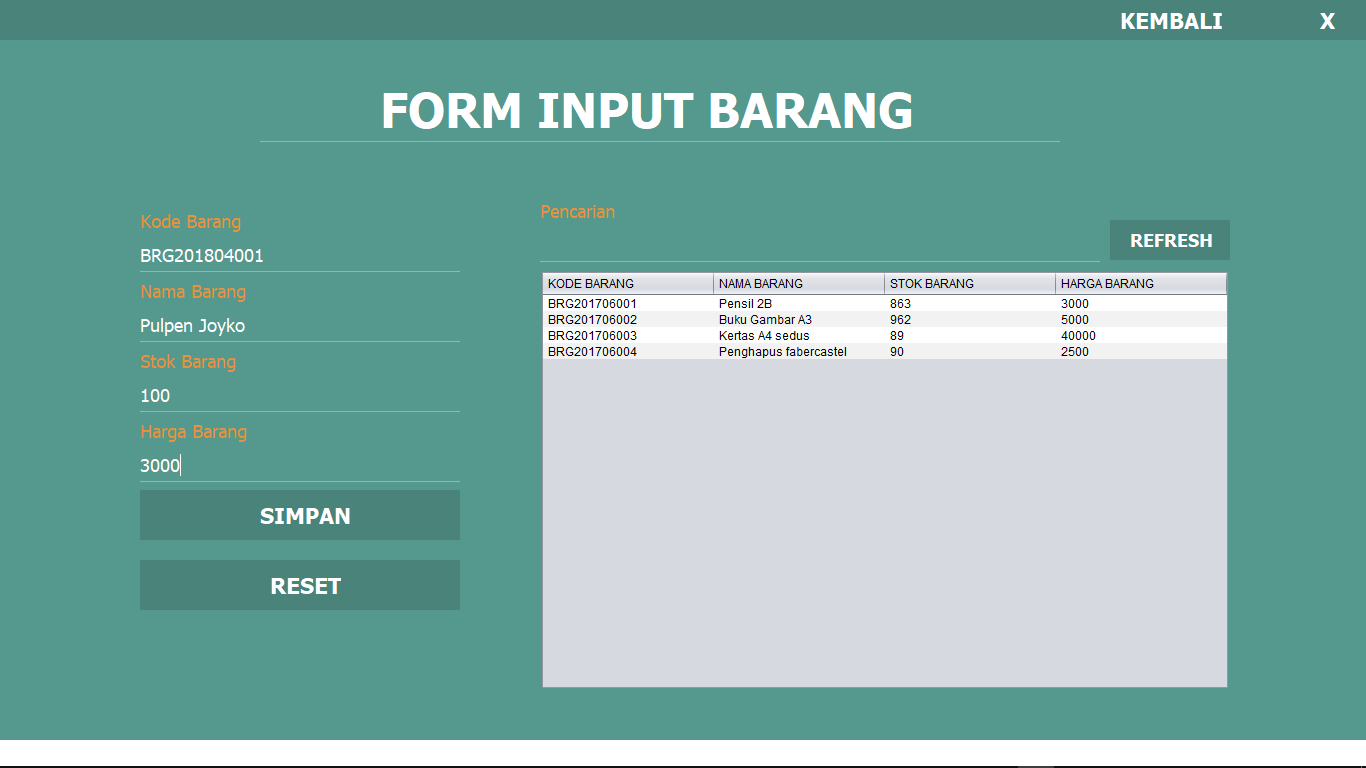 KEMBALI X
FORM INPUT BARANG
Kode Barang
BRG201804001
Nama Barang
Pulpen Joyko
Stok Barang
100
Harga Barang
3000
SIMPAN
RESET
Pencarian
REFRESH
KODE BARANG NAMA BARANG STOK BARANG HARGA BARANG
BRG201706001 Pensil 2B 863 3000
BRG201706002 Buku Gambar A3 962 5000
BRG201706003 Kertas A4 sedus 89 40000
BRG201706004 Penghapus fabercastel 90 2500